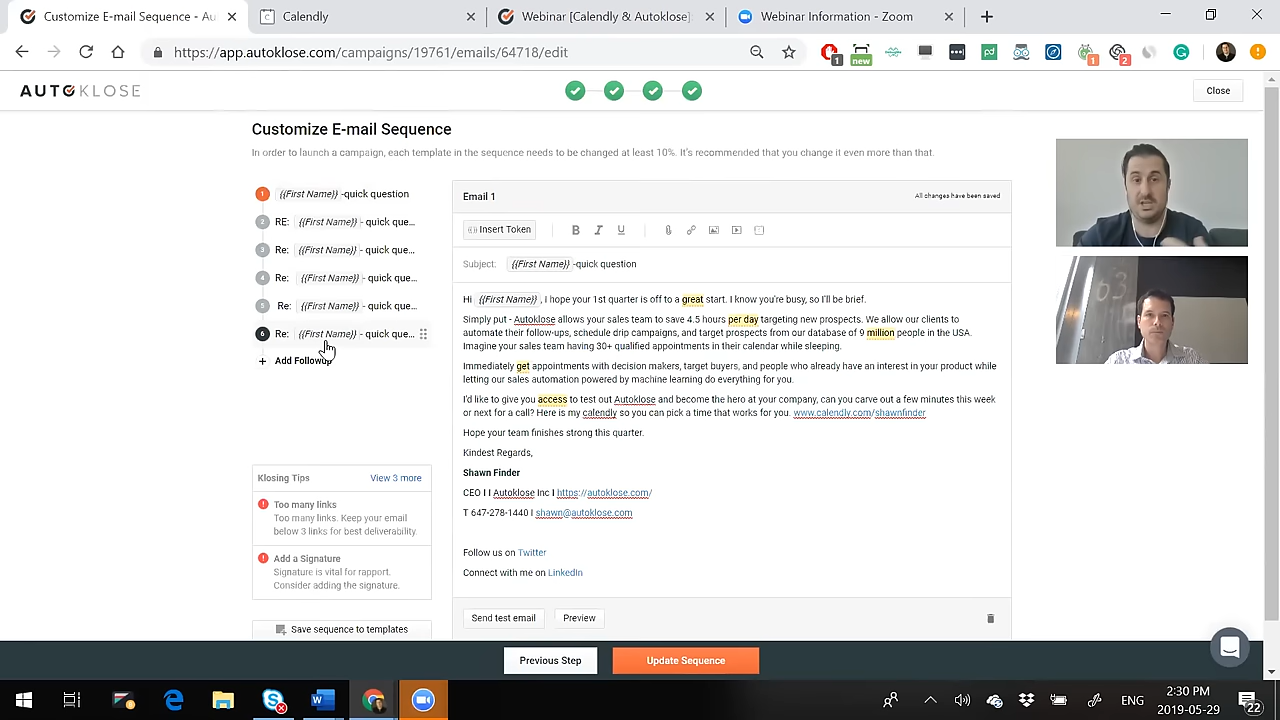 Customize E-mail Sequence - Au
Calendly
Webinar [Calendly & Autoklose]
Webinar Information - Zoom
https://app.autoklose.com/campaigns/19761/emails/64718/edit
1
new
pd
1
2
AUTOKLOSE
Close
Customize E-mail Sequence
In order to launch a campaign, each template in the sequence needs to be changed at least 10%. It's recommended that you change it even more than that.
1 {{First Name}} -quick question
2 RE: {{First Name}} - quick que...
3 Re: {{First Name}} - quick que...
4 Re: {{First Name}} - quick que...
5 Re: {{First Name}} - quick que...
6 Re: {{First Name}} - quick que...
+ Add Followup
Klosing Tips View 3 more
Too many links
Too many links. Keep your email
below 3 links for best deliverability.
Add a Signature
Signature is vital for rapport.
Consider adding the signature.
Save sequence to templates
Email 1 All changes have been saved
Insert Token B I U
Subject: {{First Name}} -quick question
Hi {{First Name}} , I hope your 1st quarter is off to a great start. I know you're busy, so I'll be brief.
Simply put - Autoklose allows your sales team to save 4.5 hours per day targeting new prospects. We allow our clients to
automate their follow-ups, schedule drip campaigns, and target prospects from our database of 9 million people in the USA.
Imagine your sales team having 30+ qualified appointments in their calendar while sleeping.
Immediately get appointments with decision makers, target buyers, and people who already have an interest in your product while
letting our sales automation powered by machine learning do everything for you.
I'd like to give you access to test out Autoklose and become the hero at your company, can you carve out a few minutes this week
or next for a call? Here is my calendly so you can pick a time that works for you. www.calendly.com/shawnfinder
Hope your team finishes strong this quarter.
Kindest Regards,
Shawn Finder
CEO I I Autoklose Inc I https://autoklose.com/
T 647-278-1440 I shawn@autoklose.com
Follow us on Twitter
Connect with me on LinkedIn
Send test email Preview
Previous Step Update Sequence
63
ENG
2:30 PM
2019-05-29
22